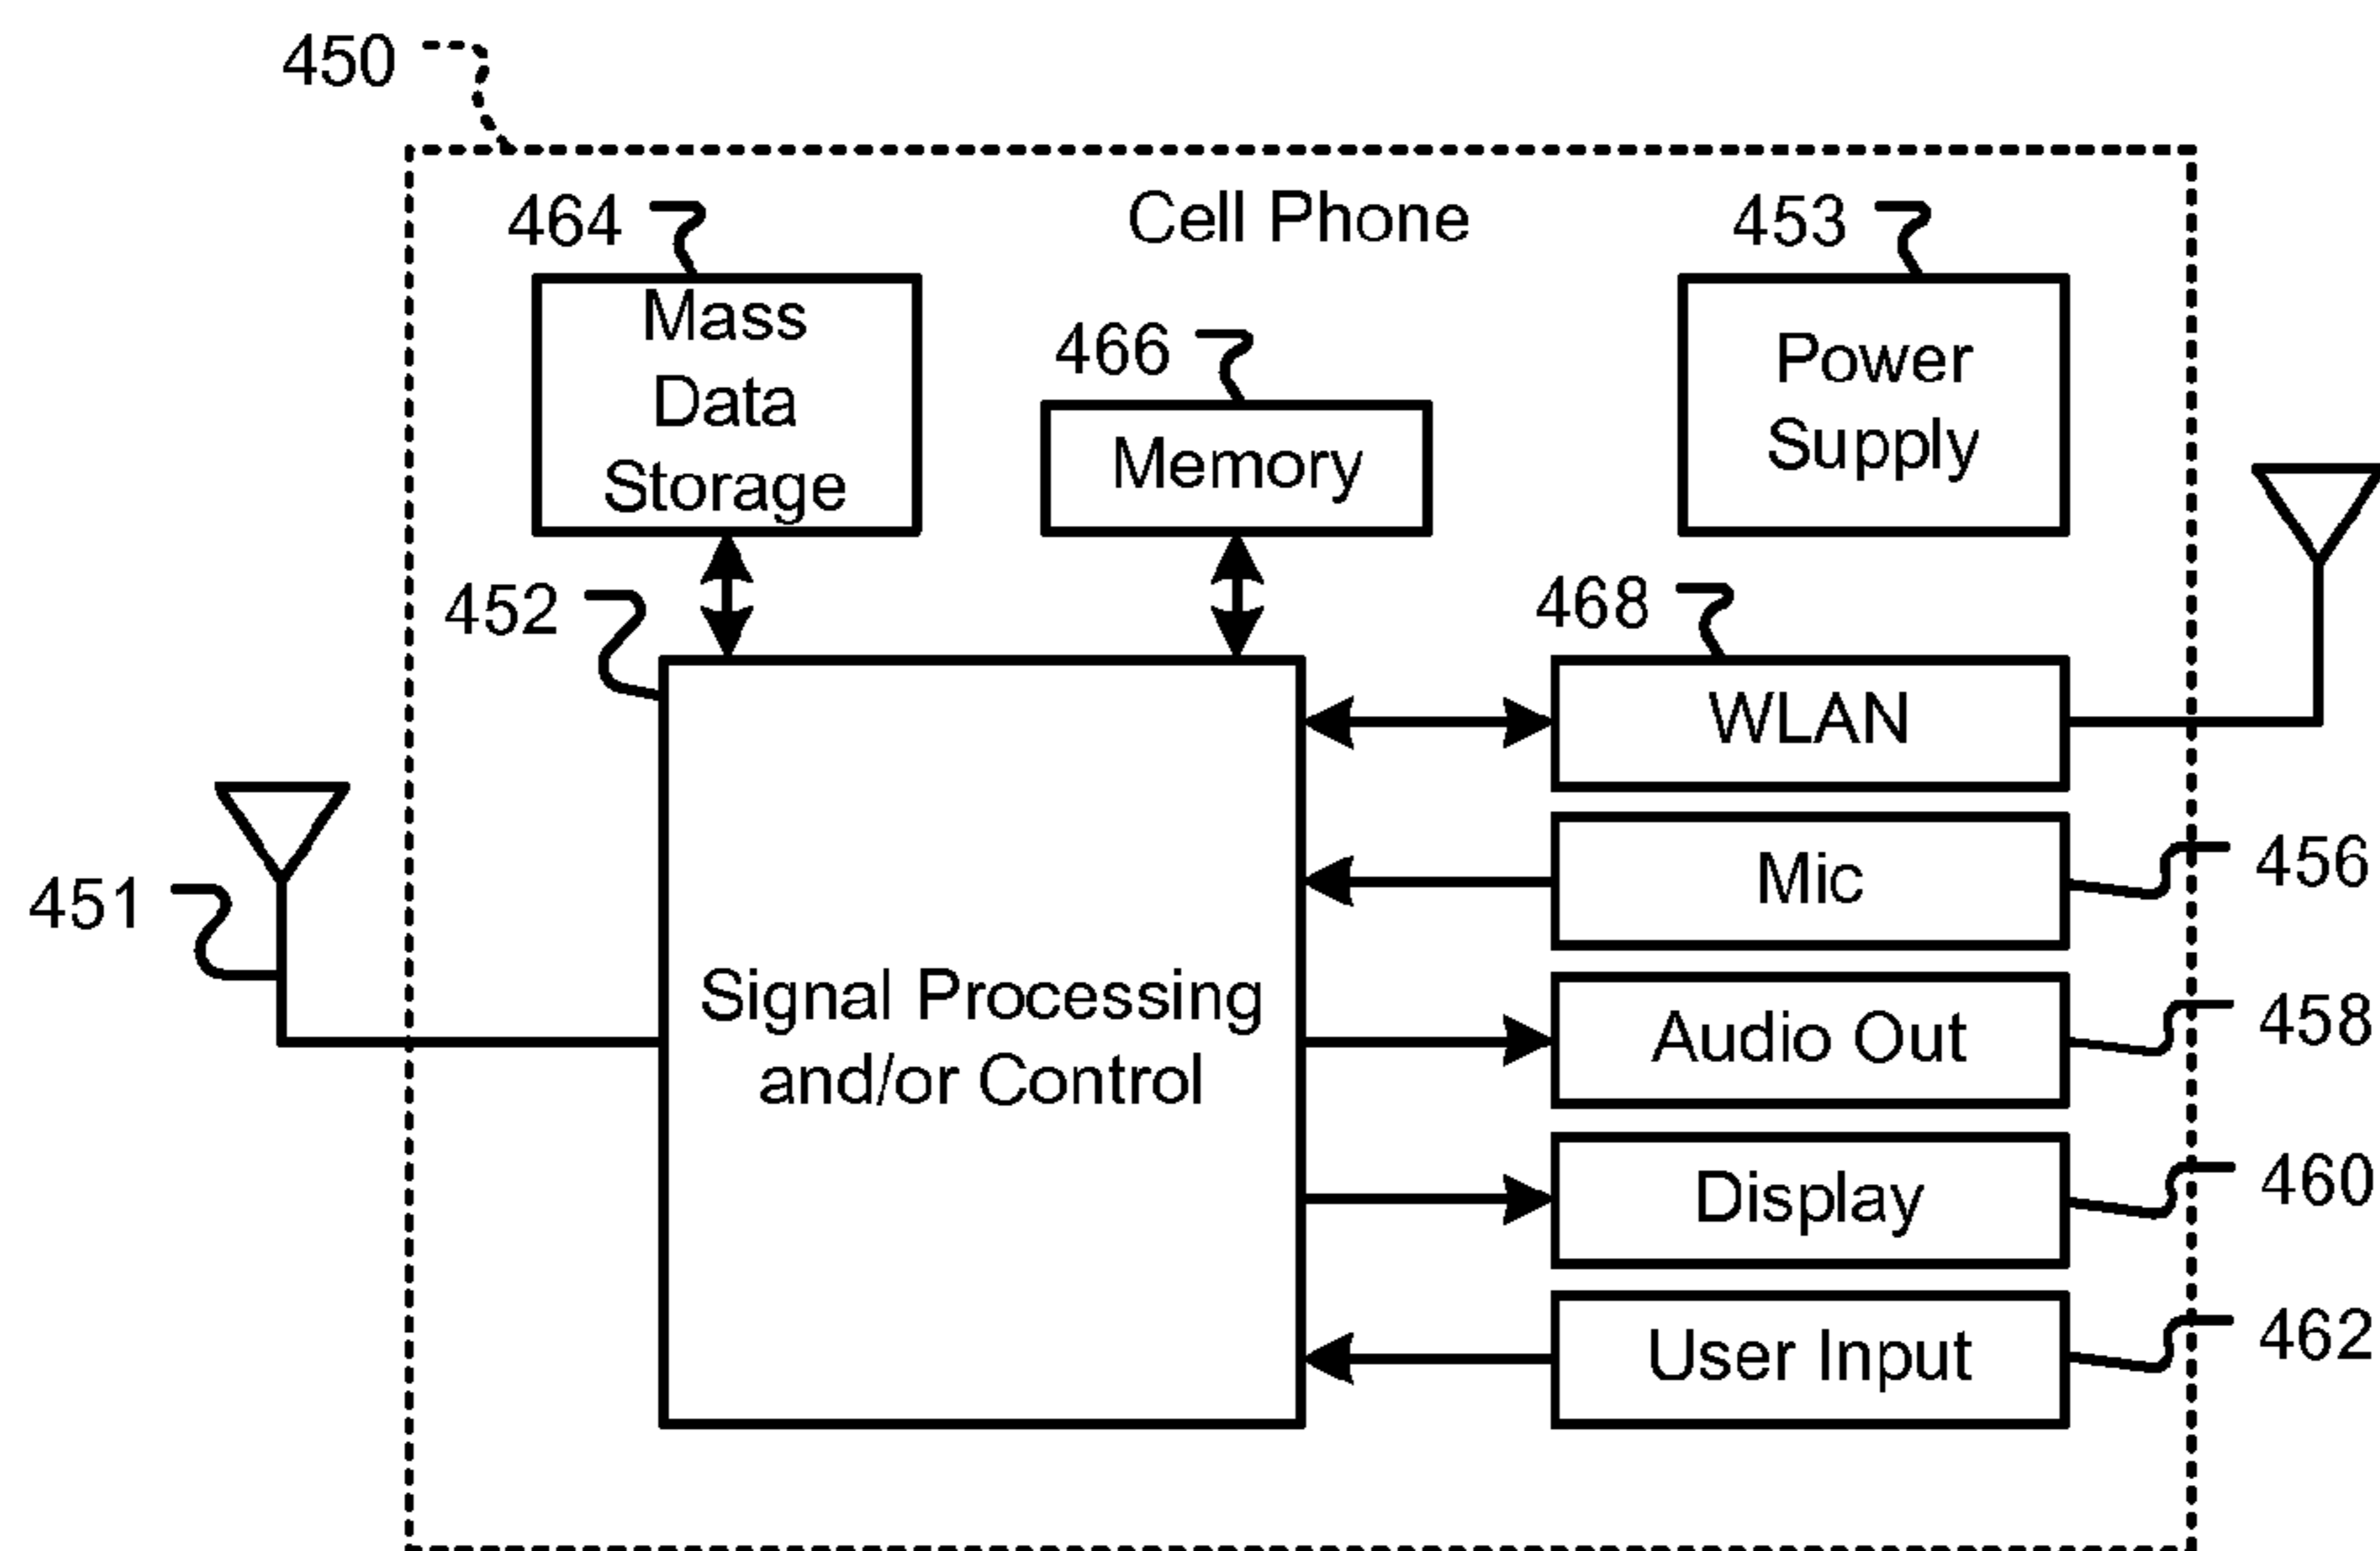 450
Cell Phone
464
453
Mass
Data
Storage
466
Memory
Power
Supply
452
468
WLAN
451
Signal Processing
and/or Control
Mic
456
Audio Out
458
Display
460
User Input
462